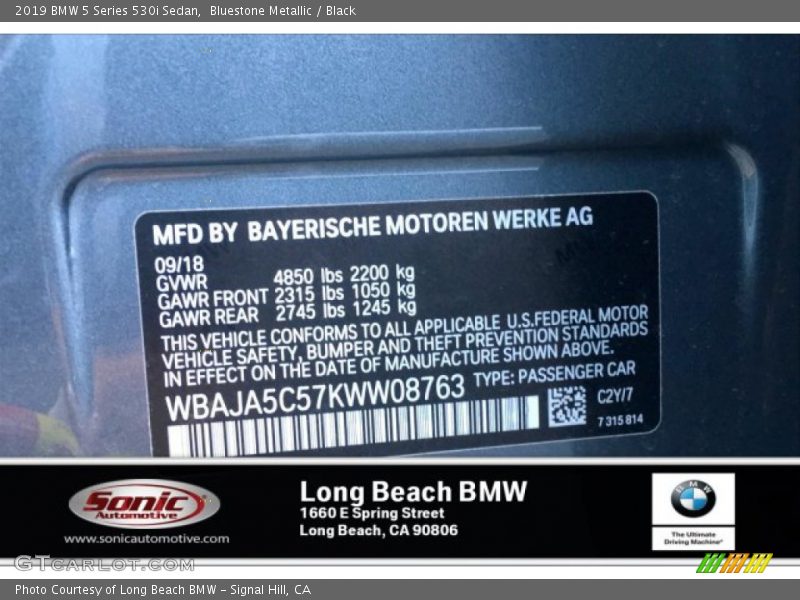 2019 BMW 5 Series 530i Sedan,  Bluestone Metallic / Black
MFD BY BAYERISCHE MOTOREN WERKE AG
09/18
GVWR 4850 lbs 2200 kg
GAWR FRONT 2315 lbs 1050 kg
GAWR REAR 2745 lbs 1245 kg
THIS VEHICLE CONFORMS TO ALL APPLICABLE U.S.FEDERAL MOTOR
VEHICLE SAFETY, BUMPER AND THEFT PREVENTION STANDARDS
IN EFFECT ON THE DATE OF MANUFACTURE SHOWN ABOVE.
WBAJA5C57KWW08763 TYPE: PASSENGER CAR
C2Y/7
7 315 814
Sonic
Automotive
www.sonicautomotive.com
Long Beach BMW
1660 E Spring Street
Long Beach, CA 90806
BMW
The Ultimate
Driving Machine®
GTCARLOT.COM
Photo Courtesy of Long Beach BMW - Signal Hill, CA